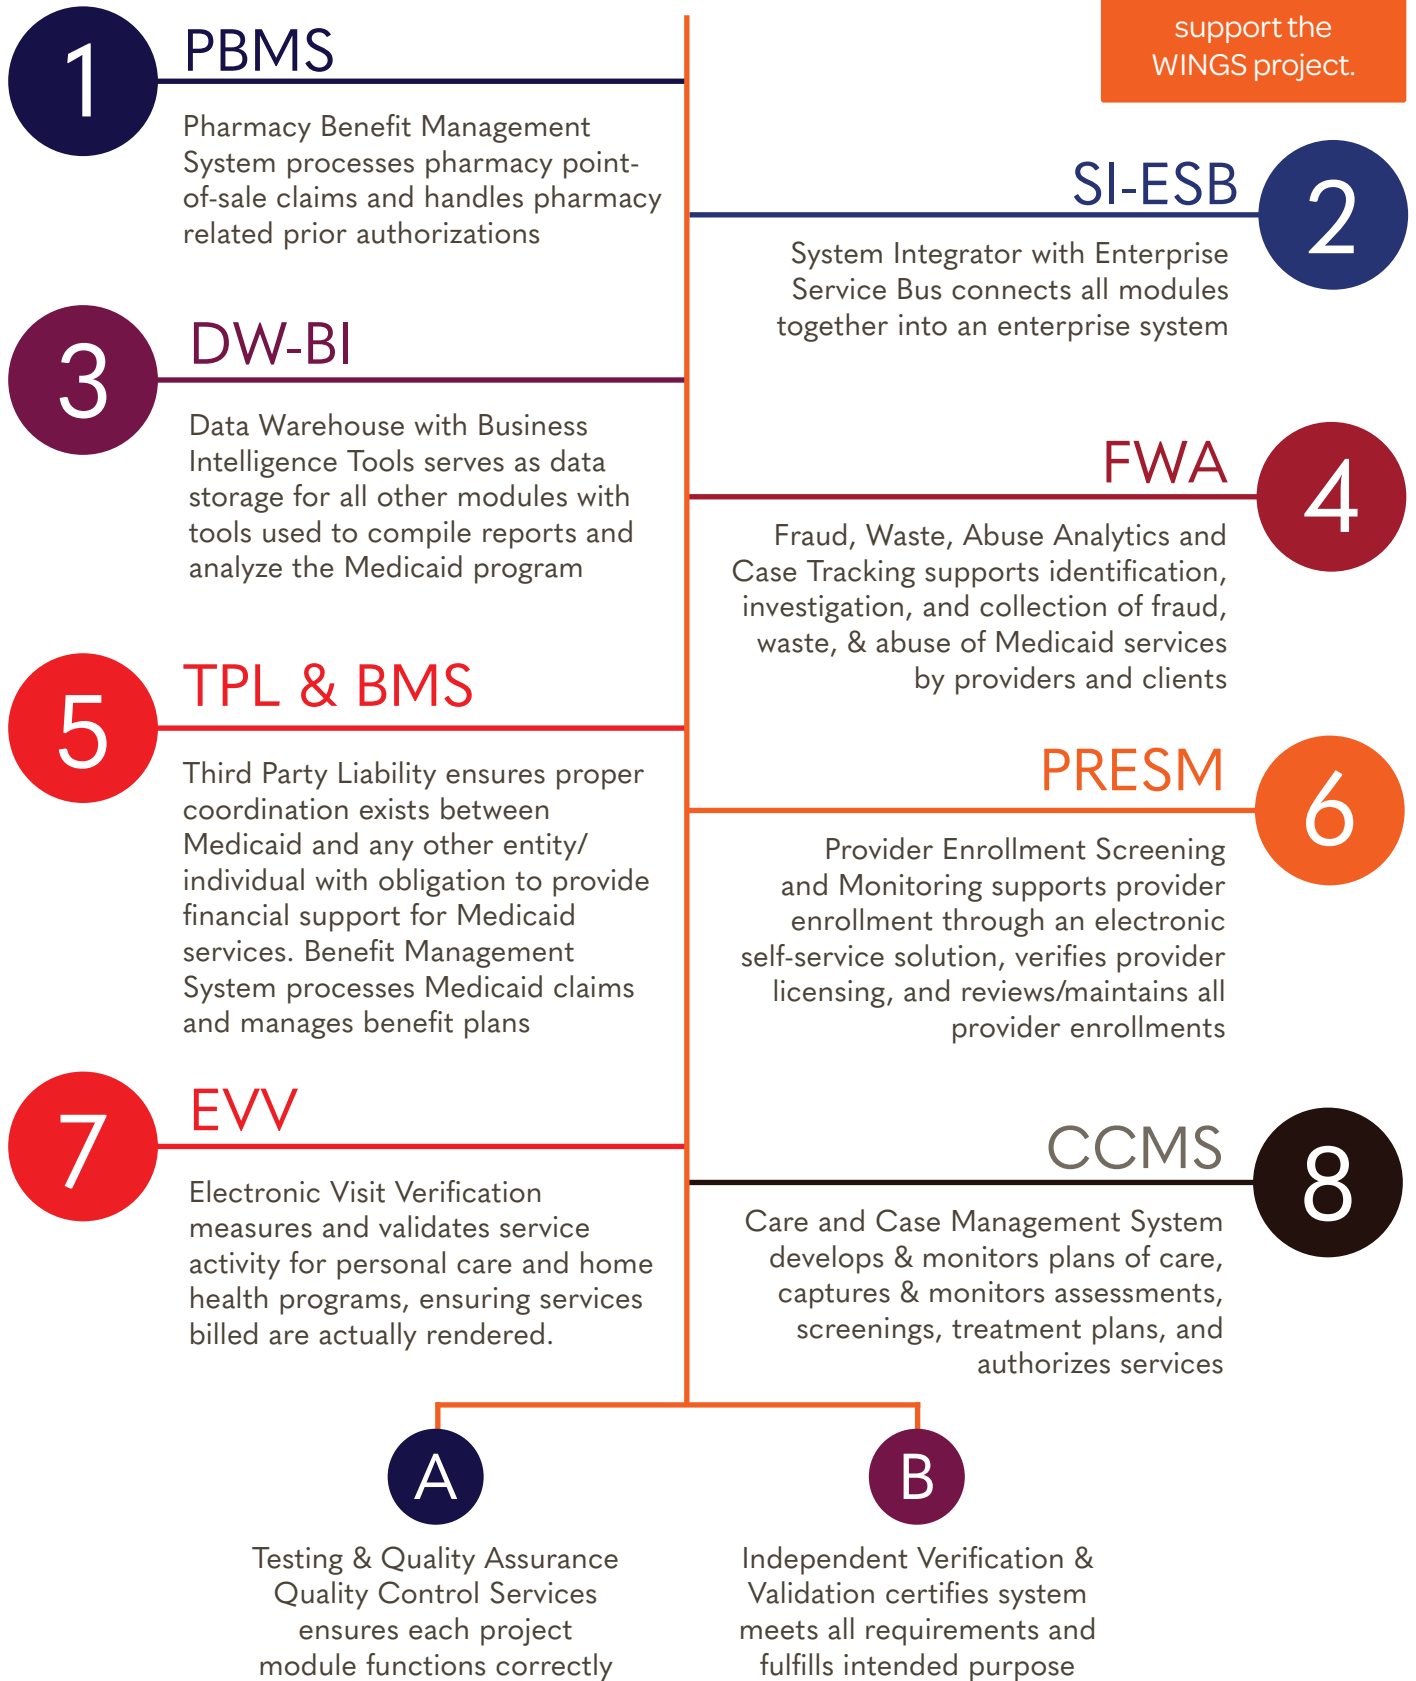 support the
WINGS project.
1
PBMS
Pharmacy Benefit Management
System processes pharmacy point-
of-sale claims and handles pharmacy
related prior authorizations
SI-ESB
2
System Integrator with Enterprise
Service Bus connects all modules
together into an enterprise system
3
DW-BI
Data Warehouse with Business
Intelligence Tools serves as data
storage for all other modules with
tools used to compile reports and
analyze the Medicaid program
FWA
4
Fraud, Waste, Abuse Analytics and
Case Tracking supports identification,
investigation, and collection of fraud,
waste, & abuse of Medicaid services
by providers and clients
5
TPL & BMS
Third Party Liability ensures proper
coordination exists between
Medicaid and any other entity/
individual with obligation to provide
financial support for Medicaid
services. Benefit Management
System processes Medicaid claims
and manages benefit plans
PRESM
6
Provider Enrollment Screening
and Monitoring supports provider
enrollment through an electronic
self-service solution, verifies provider
licensing, and reviews/maintains all
provider enrollments
7
EVV
Electronic Visit Verification
measures and validates service
activity for personal care and home
health programs, ensuring services
billed are actually rendered.
CCMS
8
Care and Case Management System
develops & monitors plans of care,
captures & monitors assessments,
screenings, treatment plans, and
authorizes services
A
Testing & Quality Assurance
Quality Control Services
ensures each project
module functions correctly
B
Independent Verification &
Validation certifies system
meets all requirements and
fulfills intended purpose